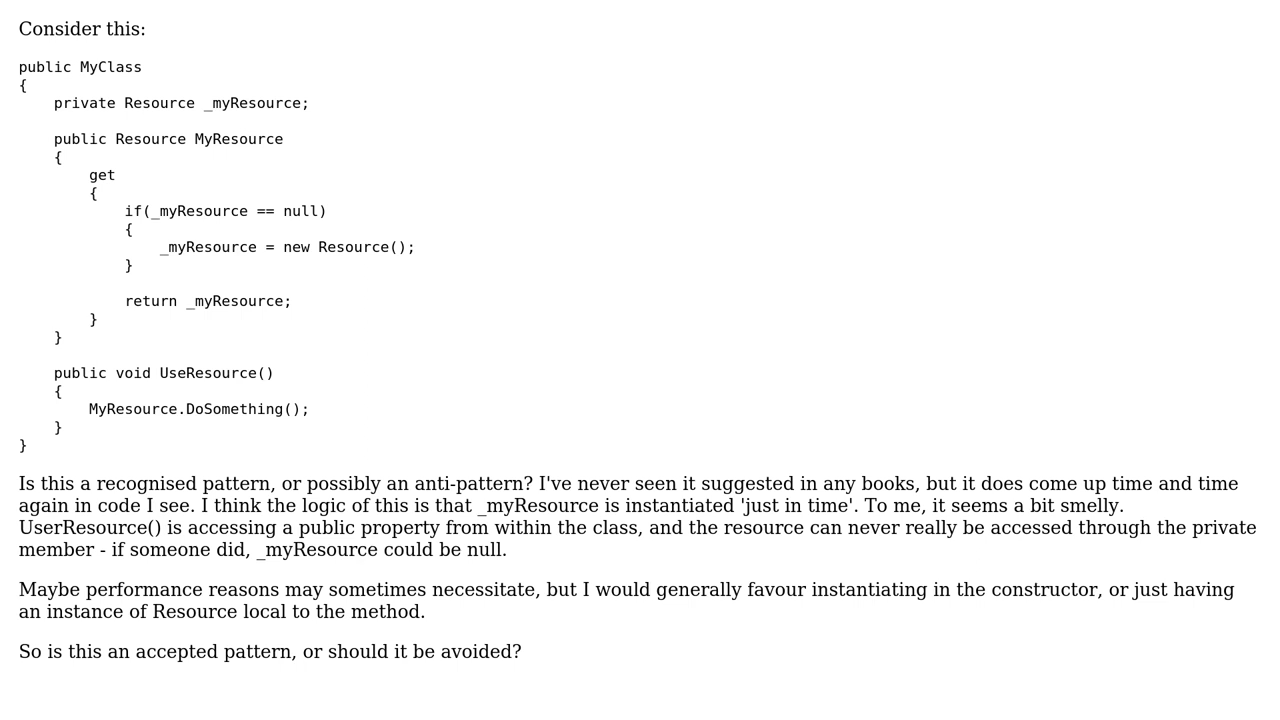 Consider this:
public MyClass
{
    private Resource _myResource;

    public Resource MyResource
    {
        get
        {
            if(_myResource == null)
            {
                _myResource = new Resource();
            }

            return _myResource;
        }
    }

    public void UseResource()
    {
        MyResource.DoSomething();
    }
}
Is this a recognised pattern, or possibly an anti-pattern? I've never seen it suggested in any books, but it does come up time and time
again in code I see. I think the logic of this is that _myResource is instantiated 'just in time'. To me, it seems a bit smelly.
UserResource() is accessing a public property from within the class, and the resource can never really be accessed through the private
member - if someone did, _myResource could be null.
Maybe performance reasons may sometimes necessitate, but I would generally favour instantiating in the constructor, or just having
an instance of Resource local to the method.
So is this an accepted pattern, or should it be avoided?